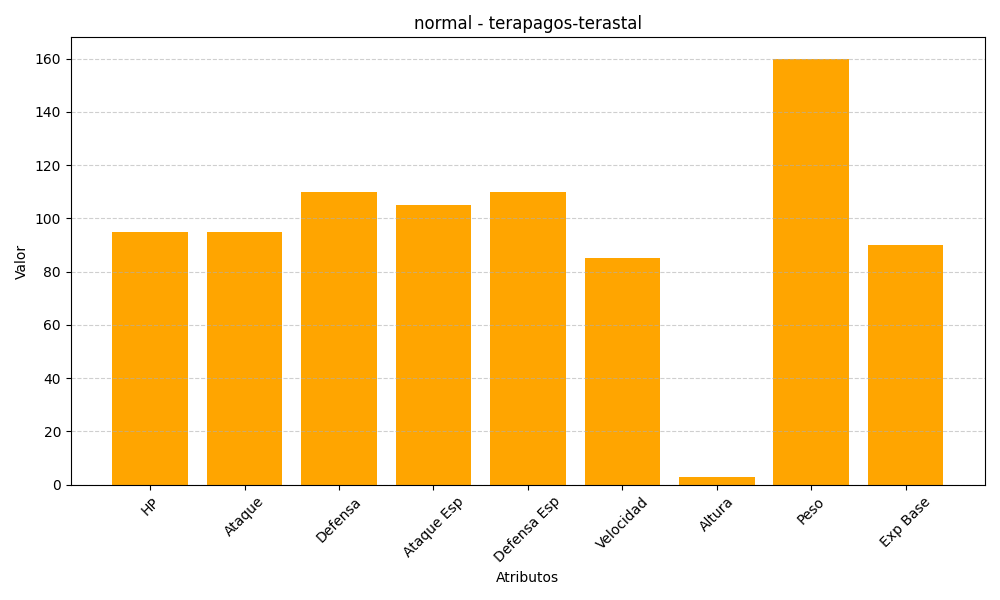 normal - terapagos-terastal
Valor
160
140
120
100
80
60
40
20
0
HP
Ataque
Defensa
Ataque Esp
Defensa Esp
Velocidad
Altura
Peso
Exp Base
Atributos